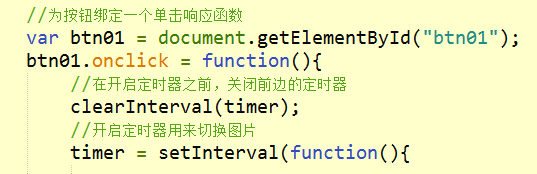 //为按钮绑定一个单击响应函数
var btn01 = document.getElementById("btn01");
btn01.onclick = function(){
//在开启定时器之前，关闭前边的定时器
clearInterval(timer);
//开启定时器用来切换图片
timer = setInterval(function(){